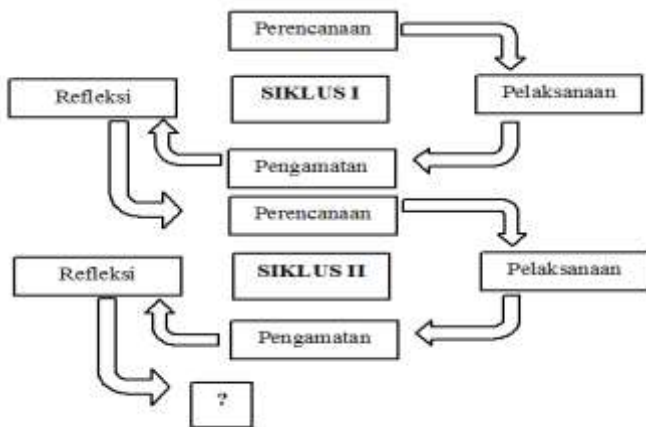 Perencanaan
Refleksi
SIKLUS I
Pelaksanaan
Pengamatan
Perencanaan
Refleksi
SIKLUS II
Pelaksanaan
Pengamatan
?